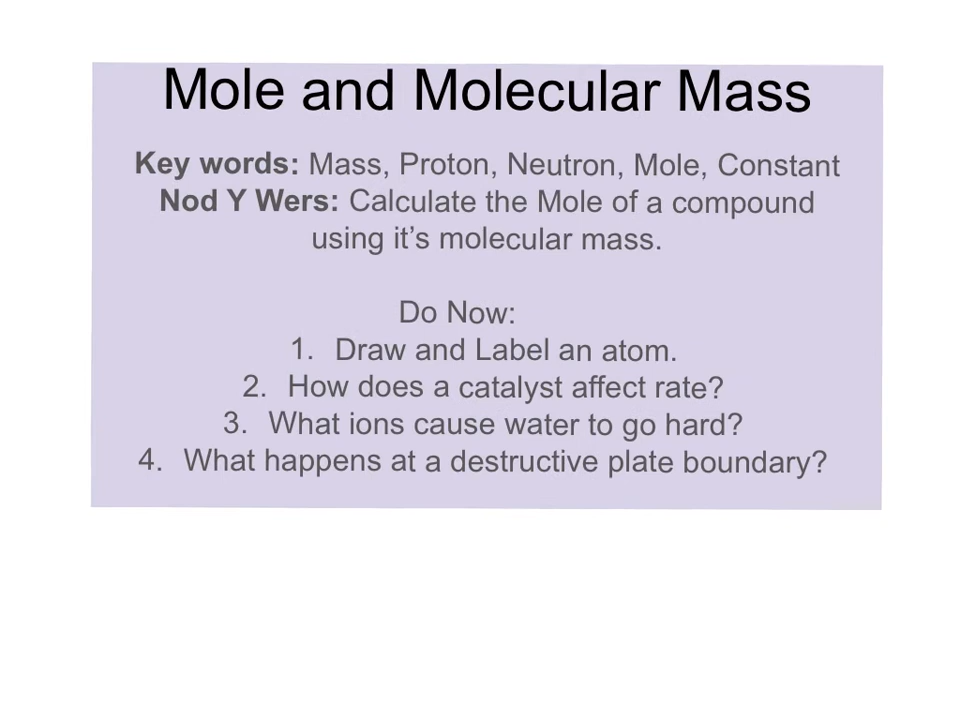 Mole and Molecular Mass
Key words: Mass, Proton, Neutron, Mole, Constant
Nod Y Wers: Calculate the Mole of a compound
using it’s molecular mass.
Do Now:
1. Draw and Label an atom.
2. How does a catalyst affect rate?
3. What ions cause water to go hard?
4. What happens at a destructive plate boundary?